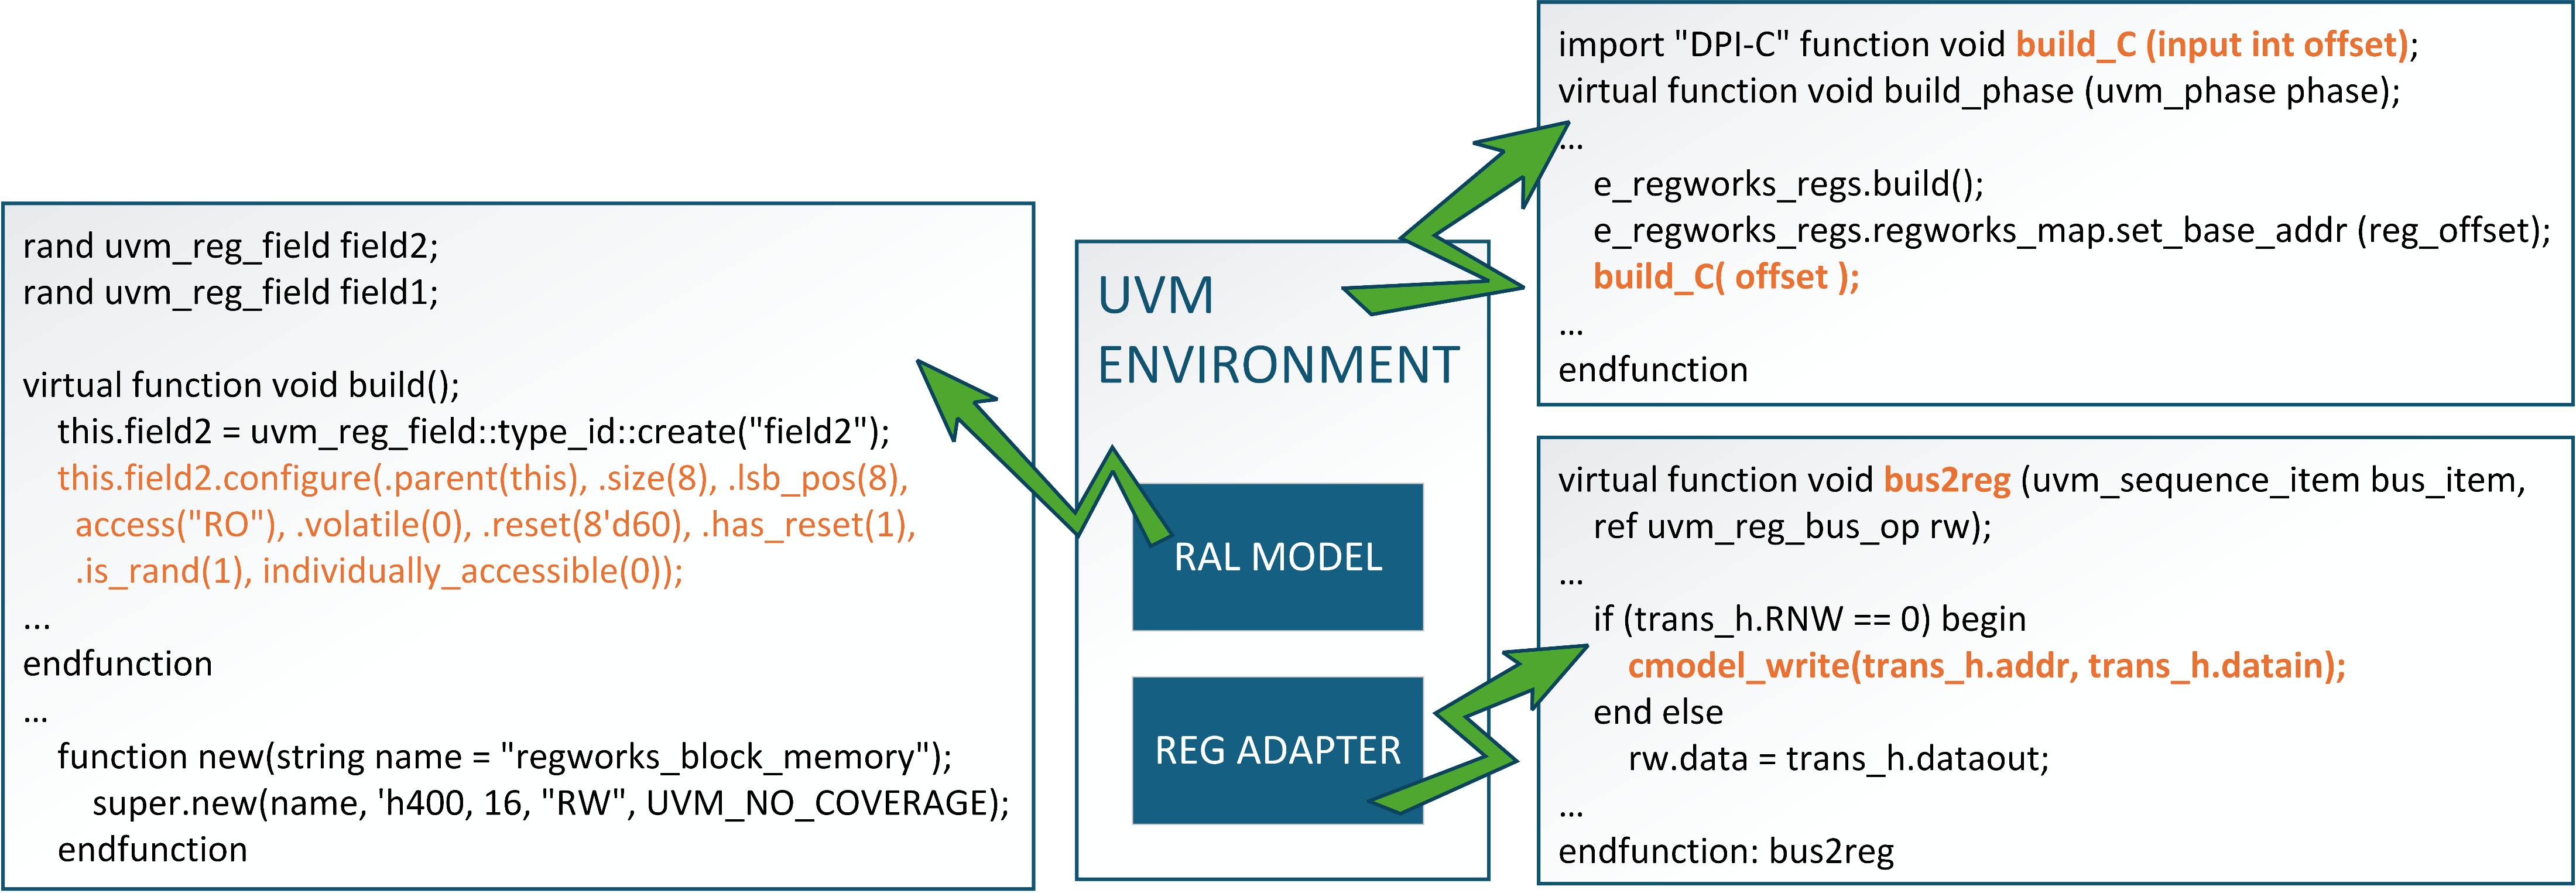 rand uvm_reg_field field2;
rand uvm_reg_field field1;
virtual function void build();
this.field2 = uvm_reg_field::type_id::create("field2");
this.field2.configure(.parent(this), .size(8), .lsb_pos(8),
access("RO"), .volatile(0), .reset(8'd60), .has_reset(1),
.is_rand(1), individually_accessible(0));
...
endfunction
...
function new(string name = "regworks_block_memory");
super.new(name, 'h400, 16, "RW", UVM_NO_COVERAGE);
endfunction
UVM
ENVIRONMENT
RAL MODEL
REG ADAPTER
import "DPI-C" function void build_C (input int offset);
virtual function void build_phase (uvm_phase phase);
...
e_regworks_regs.build();
e_regworks_regs.regworks_map.set_base_addr (reg_offset);
build_C( offset );
...
endfunction
virtual function void bus2reg (uvm_sequence_item bus_item,
ref uvm_reg_bus_op rw);
...
if (trans_h.RNW == 0) begin
cmodel_write(trans_h.addr, trans_h.datain);
end else
rw.data = trans_h.dataout;
...
endfunction: bus2reg